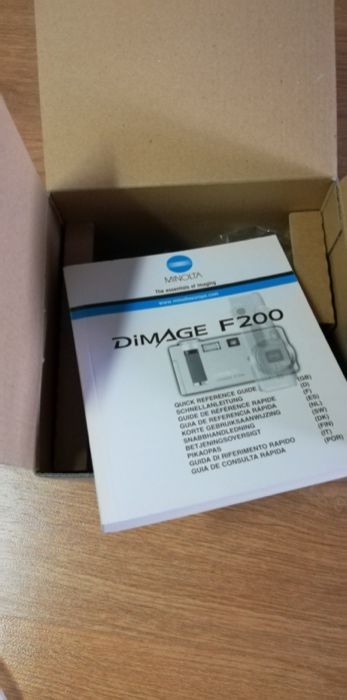 MINOLTA
The essentials of imaging
www.minoltaeurope.com
DiMAGE F200
QUICK REFERENCE GUIDE (GB)
SCHNELLANLEITUNG (D)
GUIDE DE RÉFÉRENCE RAPIDE (F)
GUIA DE REFERENCIA RÁPIDA (ES)
KORTE GEBRUIKSAANWIJZING (NL)
SNABBHANDLEDNING (SW)
BETJENINGSOVERSIGT (DK)
PIKAOPAS (FIN)
GUIDA DI RIFERIMENTO RAPIDO (IT)
GUIA DE CONSULTA RÁPIDA (POR)